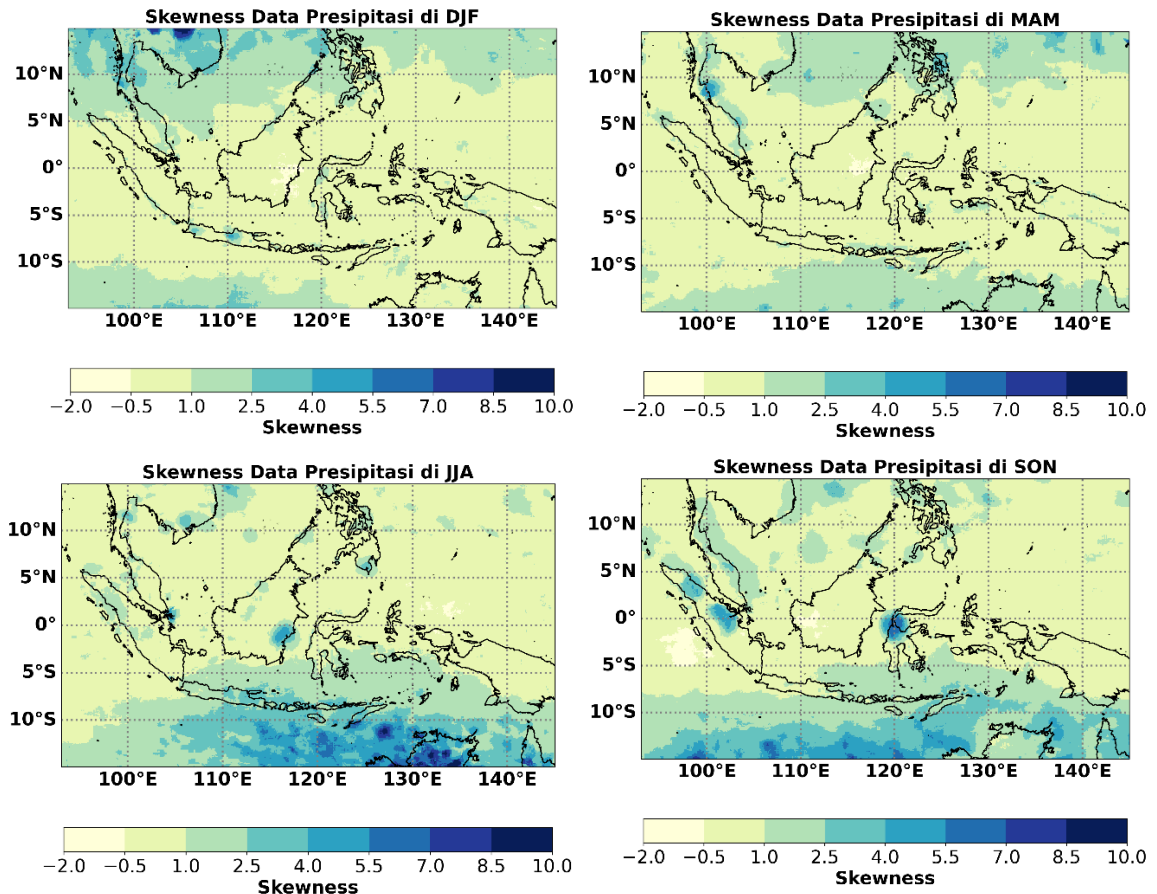 Skewness Data Presipitasi di DJF
10°N
5°N
0°
5°S
10°S
100°E 110°E 120°E 130°E 140°E
−2.0 −0.5 1.0 2.5 4.0 5.5 7.0 8.5 10.0
Skewness
Skewness Data Presipitasi di MAM
10°N
5°N
0°
5°S
10°S
100°E 110°E 120°E 130°E 140°E
−2.0 −0.5 1.0 2.5 4.0 5.5 7.0 8.5 10.0
Skewness
Skewness Data Presipitasi di JJA
10°N
5°N
0°
5°S
10°S
100°E 110°E 120°E 130°E 140°E
−2.0 −0.5 1.0 2.5 4.0 5.5 7.0 8.5 10.0
Skewness
Skewness Data Presipitasi di SON
10°N
5°N
0°
5°S
10°S
100°E 110°E 120°E 130°E 140°E
−2.0 −0.5 1.0 2.5 4.0 5.5 7.0 8.5 10.0
Skewness